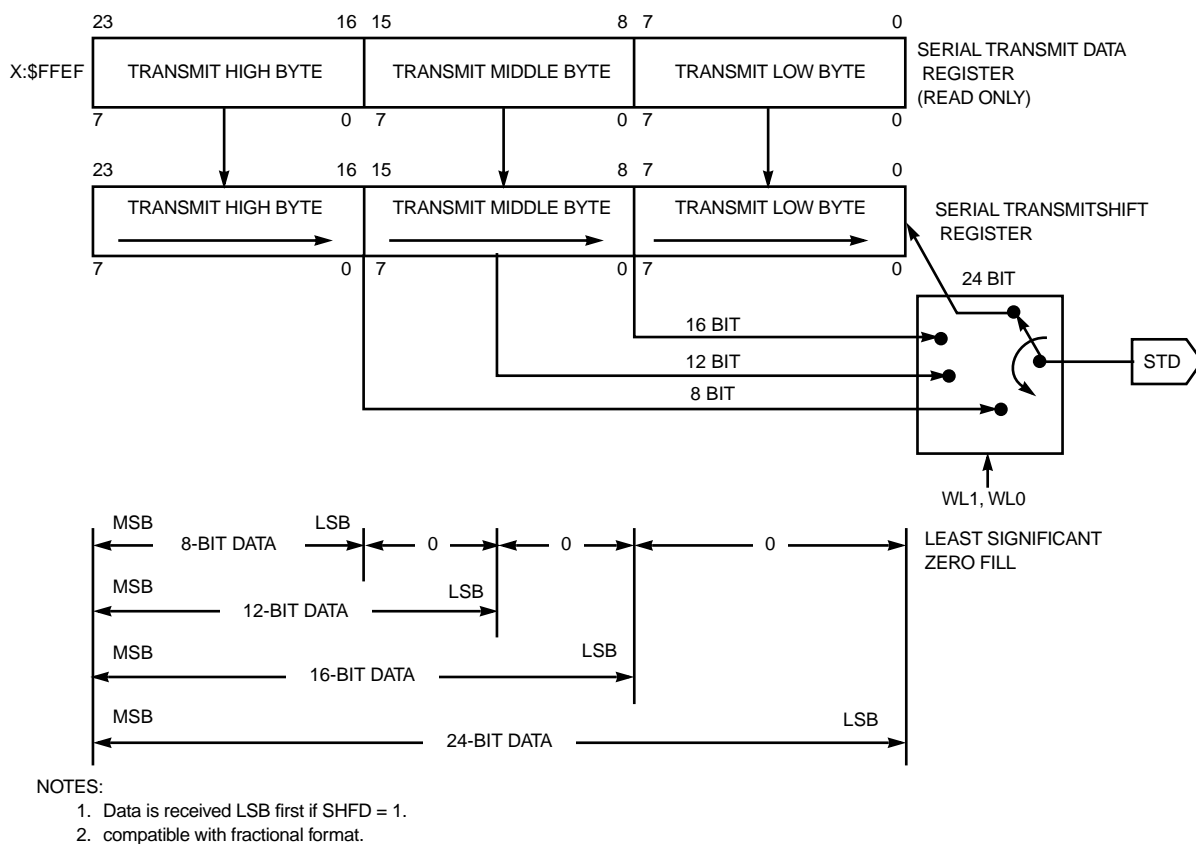 23 16 15 8 7 0
X:$FFEF TRANSMIT HIGH BYTE TRANSMIT MIDDLE BYTE TRANSMIT LOW BYTE
SERIAL TRANSMIT DATA
REGISTER
(READ ONLY)
7 0 7 0 7 0
23 16 15 8 7 0
TRANSMIT HIGH BYTE TRANSMIT MIDDLE BYTE TRANSMIT LOW BYTE
SERIAL TRANSMITSHIFT
REGISTER
7 0 7 0 7 0
24 BIT
16 BIT
12 BIT
8 BIT
STD
WL1, WL0
MSB LSB
8-BIT DATA 0 0 0
LEAST SIGNIFICANT
ZERO FILL
MSB LSB
12-BIT DATA
MSB LSB
16-BIT DATA
MSB LSB
24-BIT DATA
NOTES:
1. Data is received LSB first if SHFD = 1.
2. compatible with fractional format.